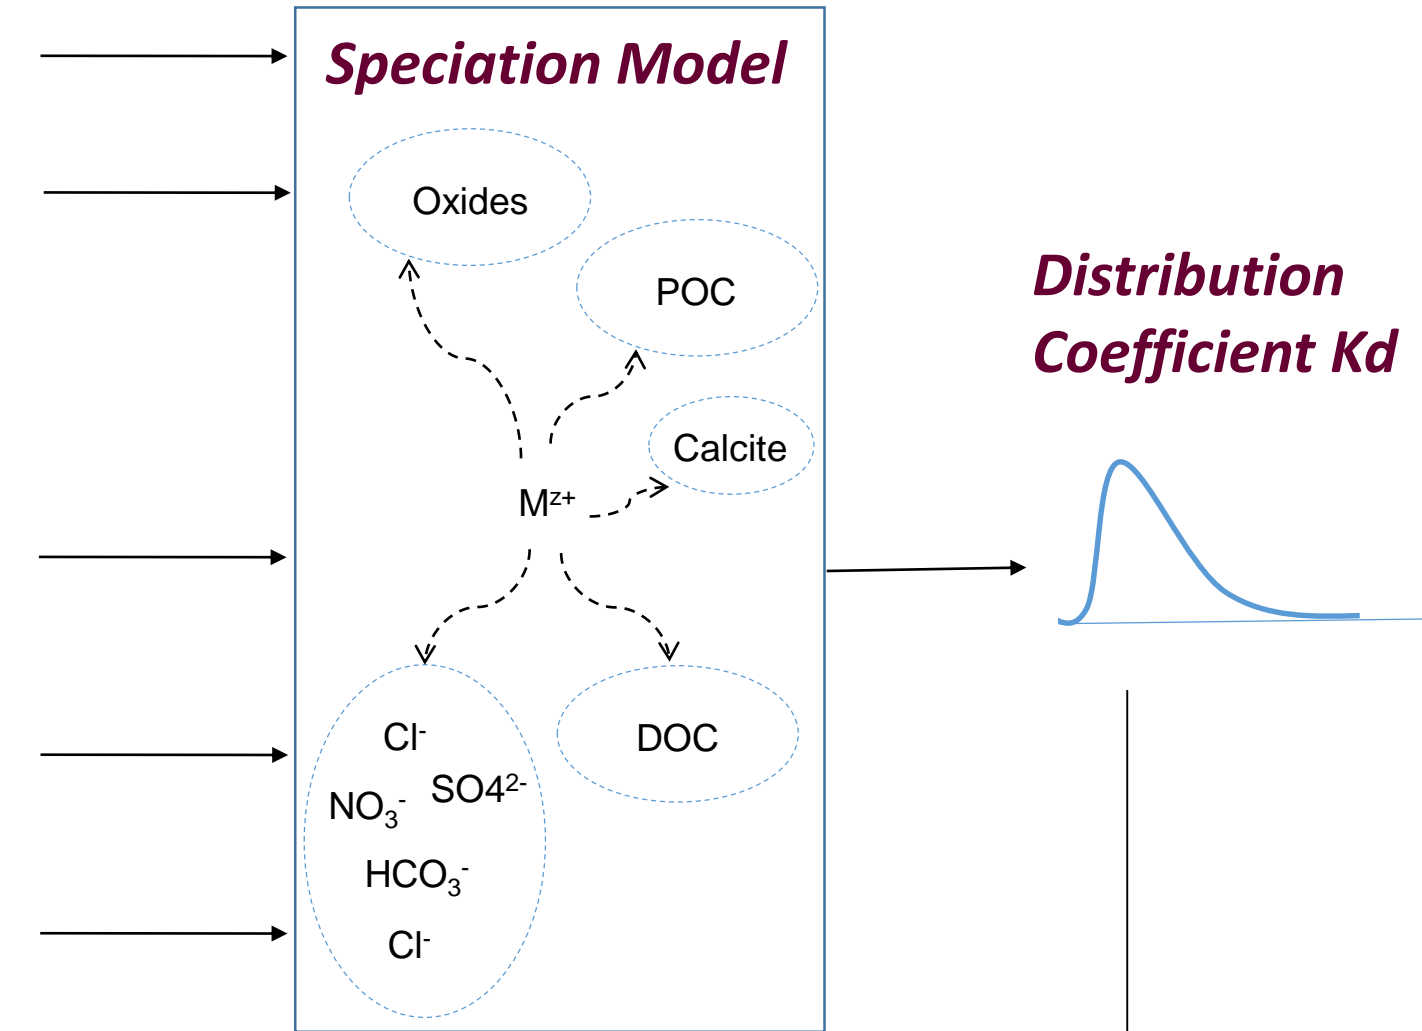 Speciation Model
Oxides
POC
Distribution
Coefficient Kd
Calcite
Mᶻ⁺
Cl⁻
DOC
SO4²⁻
NO₃⁻
HCO₃⁻
Cl⁻